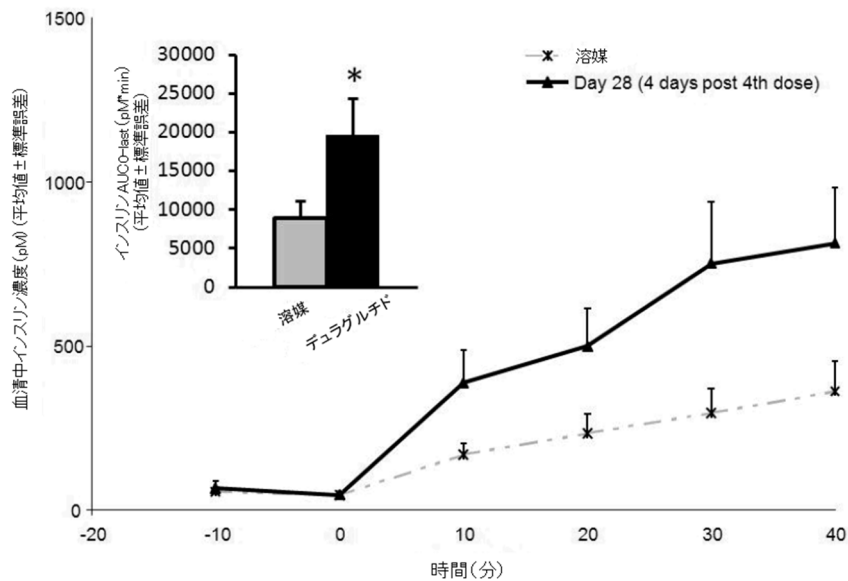 1500
1000
500
0
血清中インスリン濃度(pM)(平均値±標準誤差)
-20
-10
0
10
20
30
40
時間(分)
溶媒
Day 28 (4 days post 4th dose)
30000
25000
20000
15000
10000
5000
0
インスリンAUC0-last(pM*min)
(平均値±標準誤差)
*
溶媒
デュラグルチド